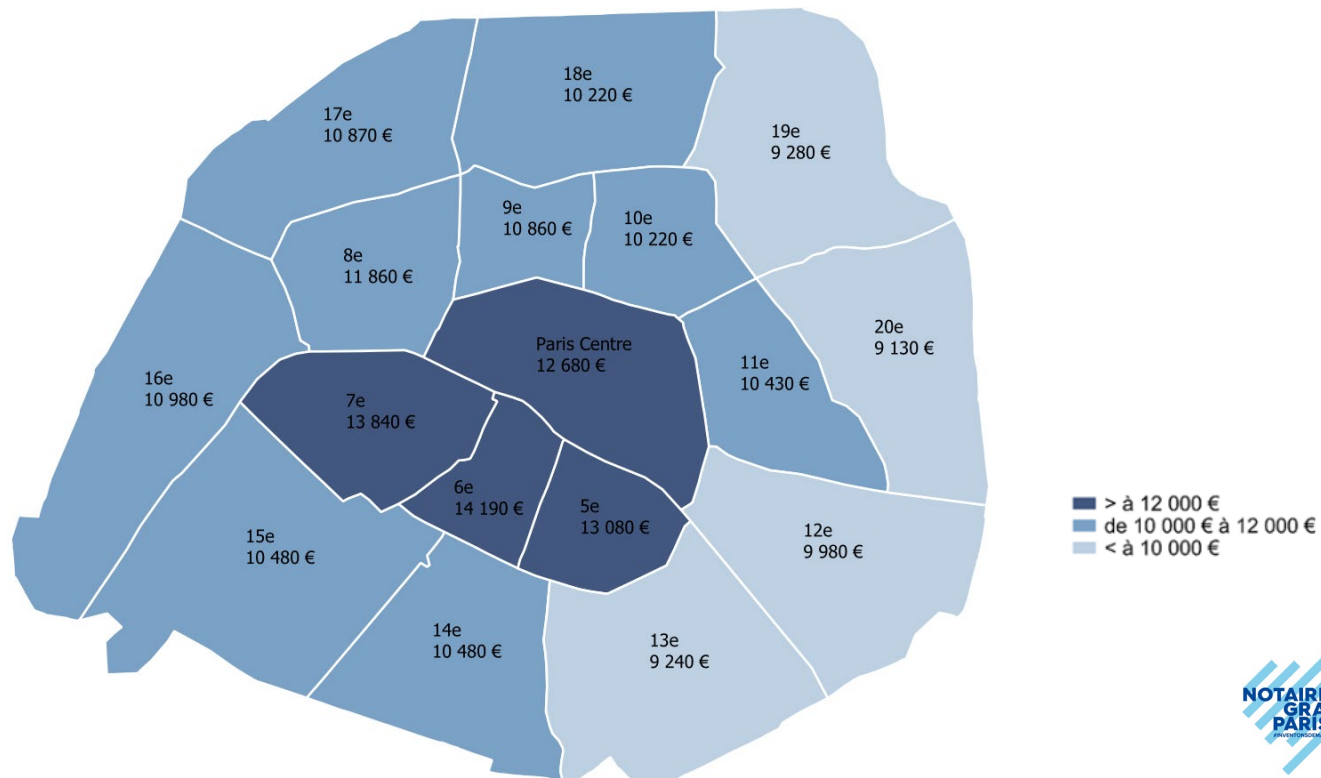 18e
10 220 €
17e
10 870 €
19e
9 280 €
9e
10 860 €
10e
10 220 €
8e
11 860 €
20e
9 130 €
Paris Centre
12 680 €
11e
10 430 €
16e
10 980 €
7e
13 840 €
6e
14 190 €
5e
13 080 €
12e
9 980 €
15e
10 480 €
14e
10 480 €
13e
9 240 €
> à 12 000 €
de 10 000 € à 12 000 €
< à 10 000 €
NOTAIRE
GRA
PARIS